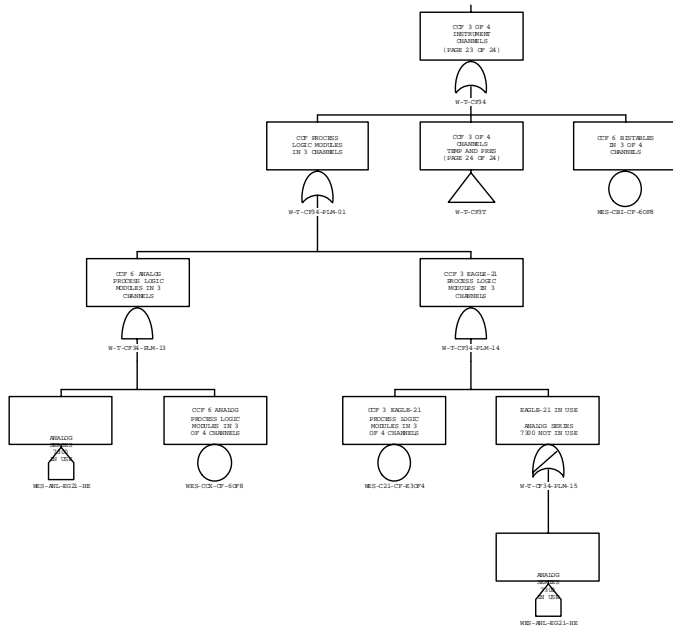 CCF 3 OF 4
INSTRUMENT
CHANNELS
(PAGE 23 OF 24)
W-T-CF34
CCF PROCESS
LOGIC MODULES
IN 3 CHANNELS
W-T-CF34-PLM-01
CCF 3 OF 4
CHANNELS
TEMP AND PRES
(PAGE 24 OF 24)
W-T-CF3T
CCF 6 BISTABLES
IN 3 OF 4
CHANNELS
WES-CBI-CF-6OF8
CCF 6 ANALOG
PROCESS LOGIC
MODULES IN 3
CHANNELS
W-T-CF34-PLM-13
CCF 3 EAGLE-21
PROCESS LOGIC
MODULES IN 3
CHANNELS
W-T-CF34-PLM-14
ANALOG
SERIES
7300
IN USE
WES-ANL-EG21-HE
CCF 6 ANALOG
PROCESS LOGIC
MODULES IN 3
OF 4 CHANNELS
WES-CCX-CF-6OF8
CCF 3 EAGLE-21
PROCESS LOGIC
MODULES IN 3
OF 4 CHANNELS
WES-C21-CF-E3OF4
EAGLE-21 IN USE
ANALOG SERIES
7300 NOT IN USE
W-T-CF34-PLM-15
ANALOG
SERIES
7300
IN USE
WES-ANL-EG21-HE